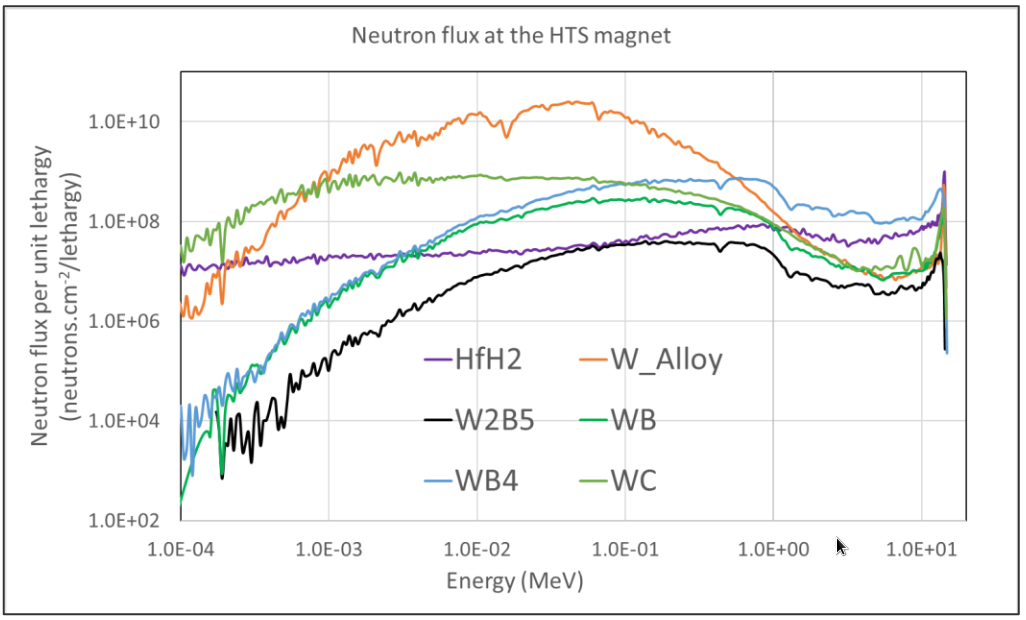 Neutron flux at the HTS magnet
Neutron flux per unit lethargy
(neutrons.cm-2/lethargy)
1.0E+10
1.0E+08
1.0E+06
1.0E+04
1.0E+02
HfH2
W_Alloy
W2B5
WB
WB4
WC
1.0E-04 1.0E-03 1.0E-02 1.0E-01 1.0E+00 1.0E+01
Energy (MeV)